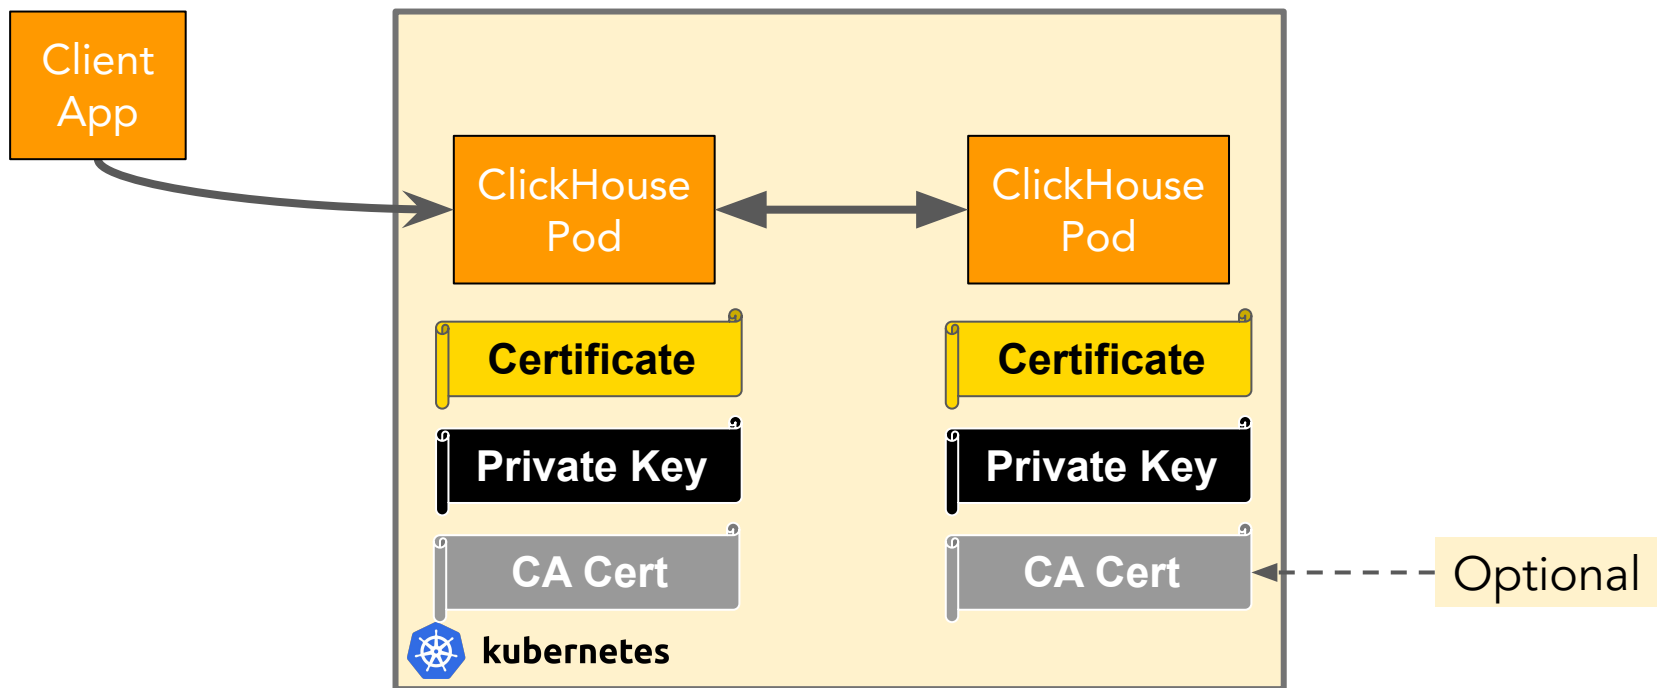 Client
App
ClickHouse
Pod
ClickHouse
Pod
Certificate
Certificate
Private Key
Private Key
CA Cert
CA Cert
Optional
kubernetes